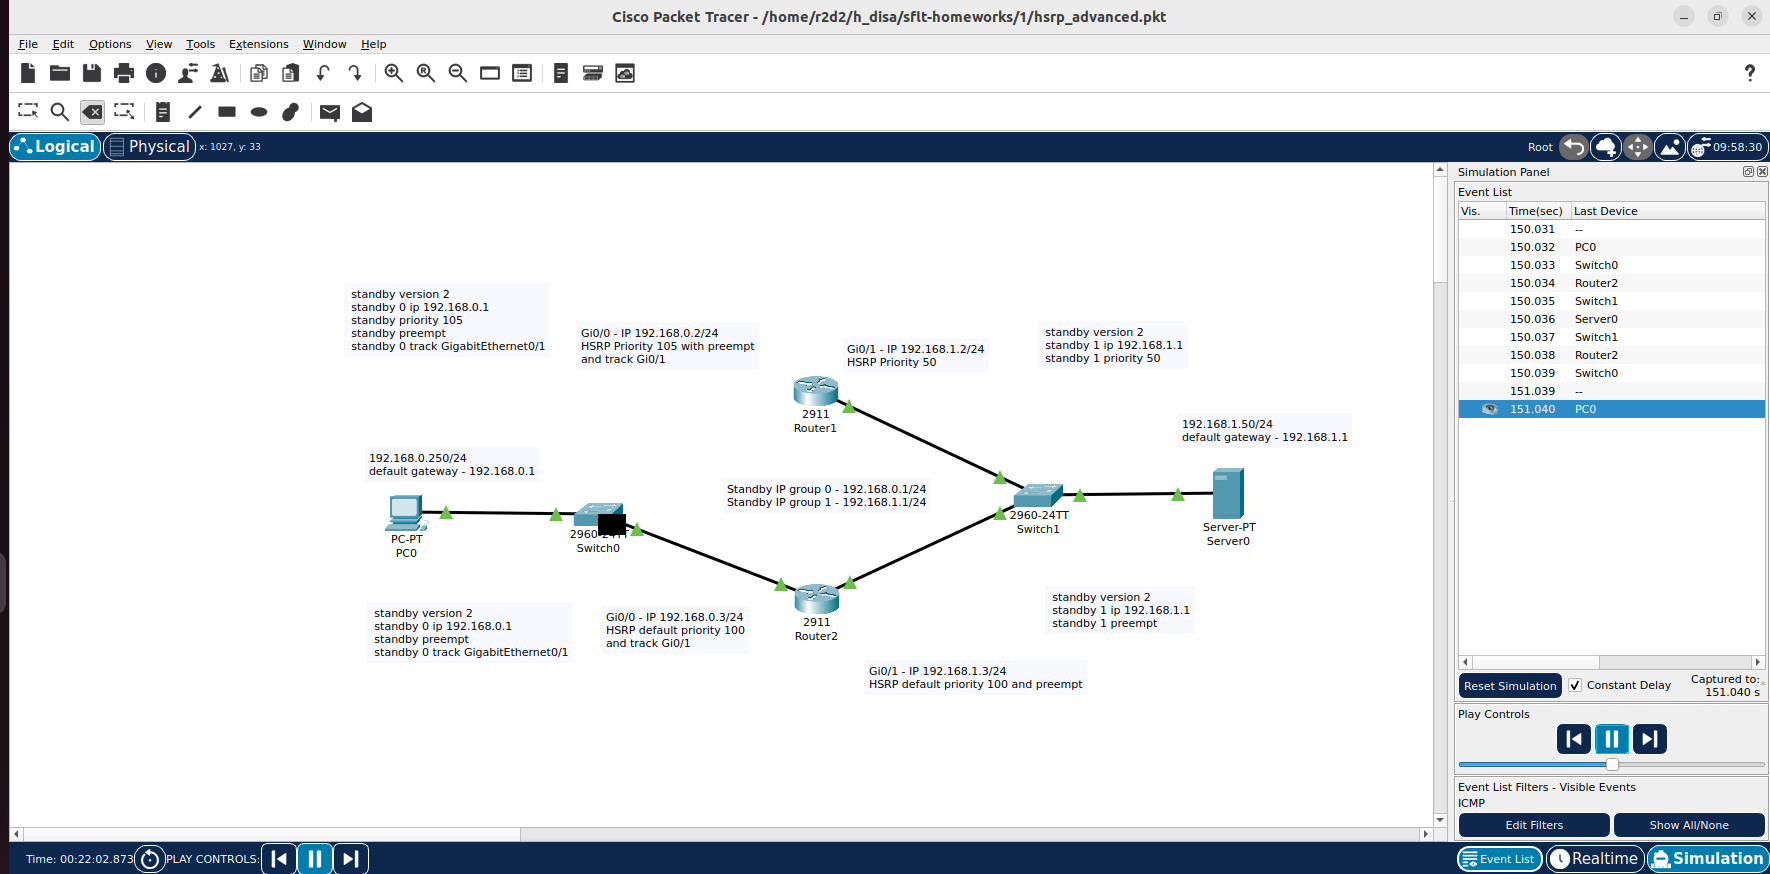 Cisco Packet Tracer - /home/r2d2/h_disa/sflt-homeworks/1/hsrp_advanced.pkt
File Edit Options View Tools Extensions Window Help
?
Logical Physical x: 1027, y: 33
Root 09:58:30
standby version 2
standby 0 ip 192.168.0.1
standby priority 105
standby preempt
standby 0 track GigabitEthernet0/1
Gi0/0 - IP 192.168.0.2/24
HSRP Priority 105 with preempt
and track Gi0/1
Gi0/1 - IP 192.168.1.2/24
HSRP Priority 50
standby version 2
standby 1 ip 192.168.1.1
standby 1 priority 50
2911
Router1
192.168.1.50/24
default gateway - 192.168.1.1
192.168.0.250/24
default gateway - 192.168.0.1
Standby IP group 0 - 192.168.0.1/24
Standby IP group 1 - 192.168.1.1/24
PC-PT
PC0
2960-24TT
Switch0
2960-24TT
Switch1
Server-PT
Server0
2911
Router2
standby version 2
standby 0 ip 192.168.0.1
standby preempt
standby 0 track GigabitEthernet0/1
Gi0/0 - IP 192.168.0.3/24
HSRP default priority 100
and track Gi0/1
standby version 2
standby 1 ip 192.168.1.1
standby 1 preempt
Gi0/1 - IP 192.168.1.3/24
HSRP default priority 100 and preempt
Simulation Panel
Event List
Vis. Time(sec) Last Device
150.031 --
150.032 PC0
150.033 Switch0
150.034 Router2
150.035 Switch1
150.036 Server0
150.037 Switch1
150.038 Router2
150.039 Switch0
151.039 --
151.040 PC0
Reset Simulation Constant Delay Captured to:
151.040 s
Play Controls
Event List Filters - Visible Events
ICMP
Edit Filters Show All/None
Time: 00:22:02.873 PLAY CONTROLS:
Event List Realtime Simulation